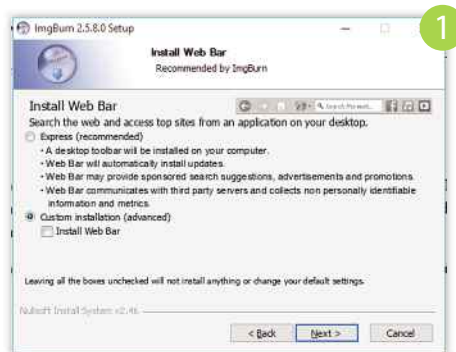 ImgBurn 2.5.8.0 Setup
1
Install Web Bar
Recommended by ImgBurn
Install Web Bar
Search the web and access top sites from an application on your desktop.
Express (recommended)
• A desktop toolbar will be installed on your computer.
• Web Bar will automatically install updates.
• Web Bar may provide sponsored search suggestions, advertisements and promotions.
• Web Bar communicates with third party servers and collects non personally identifiable
information and metrics.
Custom installation (advanced)
Install Web Bar
Leaving all the boxes unchecked will not install anything or change your default settings.
Nullsoft Install System v2.46
< Back
Next >
Cancel